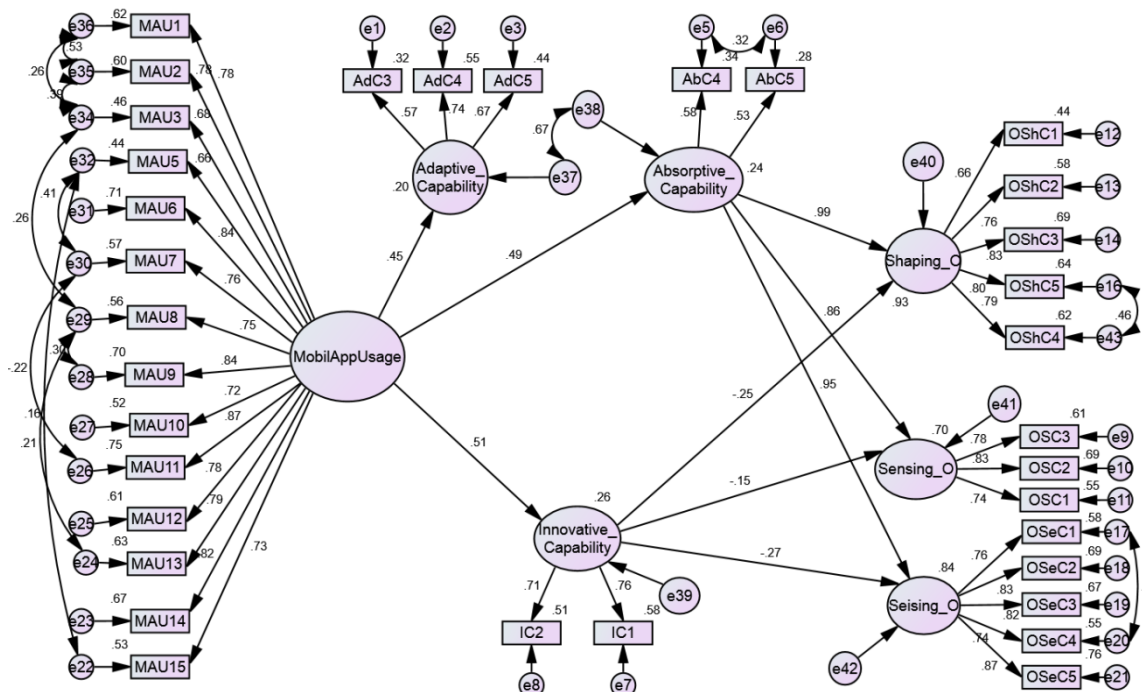 e36
.62
MAU1
.53
.26
e35
.60
MAU2
.39
e34
.46
MAU3
e32
.44
MAU5
.41
.26
e31
.71
MAU6
e30
.57
MAU7
e29
.56
MAU8
-.22
.30
e28
.70
MAU9
.16
.21
e27
.52
MAU10
e26
.75
MAU11
e25
.61
MAU12
e24
.63
MAU13
e23
.67
MAU14
e22
.53
MAU15
.78
.78
.68
.66
.84
.76
.75
.84
.72
.87
.78
.79
.82
.73
MobilAppUsage
e1
e2
e3
.32
.55
.44
AdC3
AdC4
AdC5
.57
.74
.67
Adaptive_
Capability
.20
e37
.67
e38
.45
.49
.51
e5
e6
.32
.34
.28
AbC4
AbC5
.58
.53
Absorptive_
Capability
.24
.99
.86
.95
Innovative_
Capability
.26
-.25
-.15
-.27
.71
.76
.51
.58
IC2
IC1
e8
e7
e39
e40
Shaping_O
.93
.66
.76
.83
.80
.79
.44
OShC1
e12
.58
OShC2
e13
.69
OShC3
e14
.64
OShC5
e16
.46
.62
OShC4
e43
e41
.70
Sensing_O
.78
.83
.74
.61
OSC3
e9
.69
OSC2
e10
.55
OSC1
e11
.84
Seising_O
e42
.76
.83
.82
.74
.87
.58
OSeC1
e17
.69
OSeC2
e18
.67
OSeC3
e19
.55
OSeC4
e20
.76
OSeC5
e21